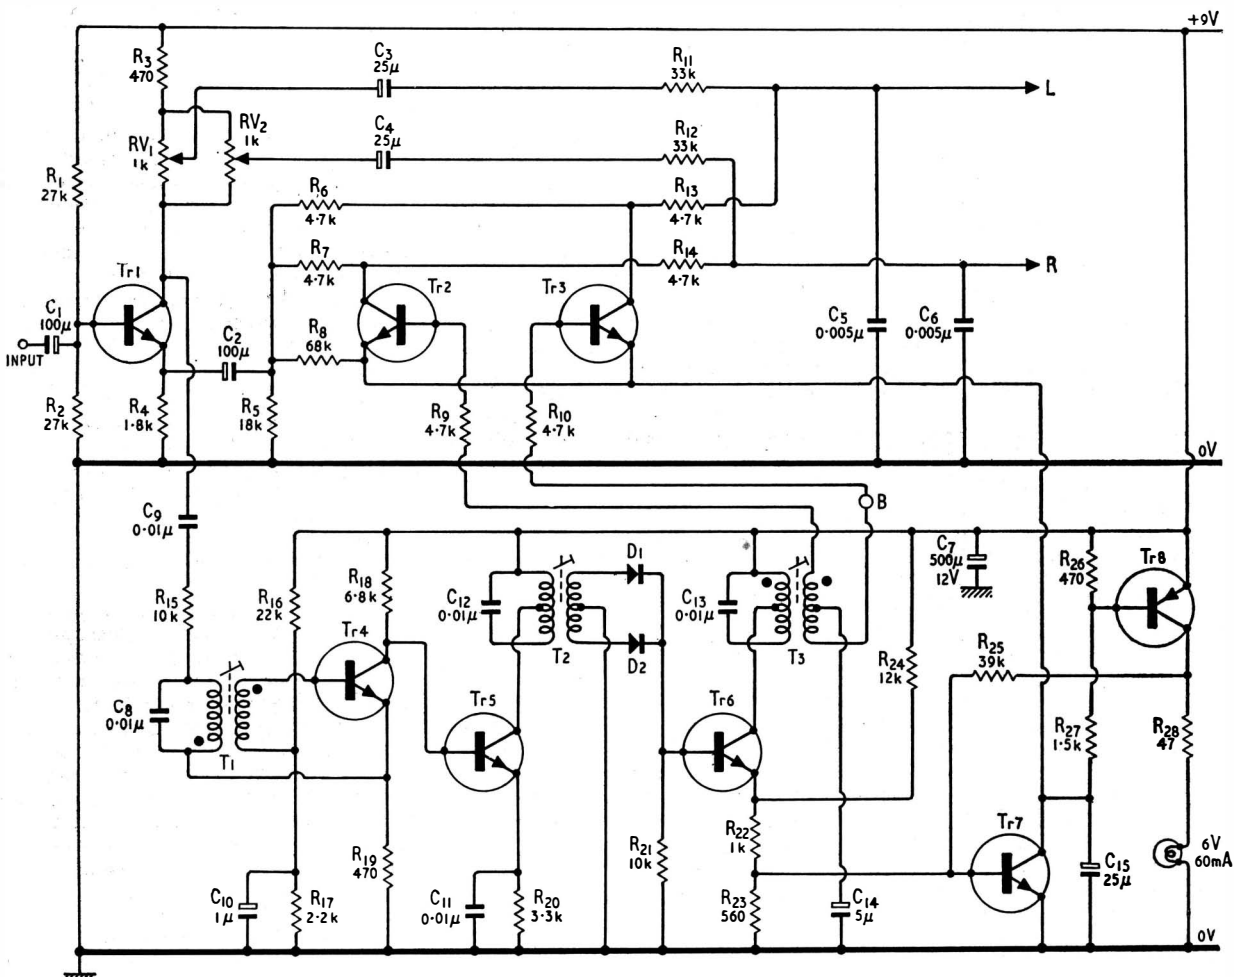 +9V
R3
470
C3
25μ
R11
33k
L
RV1
1k
RV2
1k
C4
25μ
R12
33k
R1
27k
R6
4·7k
R13
4·7k
R7
4·7k
R14
4·7k
R
Tr1
Tr2
Tr3
C1
100μ
INPUT
C2
100μ
R8
68k
C5
0·005μ
C6
0·005μ
R2
27k
R4
1·8k
R5
18k
R9
4·7k
R10
4·7k
0V
B
C9
0·01μ
R15
10k
R16
22k
R18
6·8k
C12
0·01μ
D1
D2
T2
C13
0·01μ
T3
C7
500μ
12V
R26
470
Tr8
Tr4
R24
12k
R25
39k
C8
0·01μ
T1
Tr5
Tr6
R27
1·5k
R28
47
R19
470
R21
10k
R22
1k
Tr7
6V
60mA
C10
1μ
R17
2·2k
C11
0·01μ
R20
3·3k
R23
560
C14
5μ
C15
25μ
0V